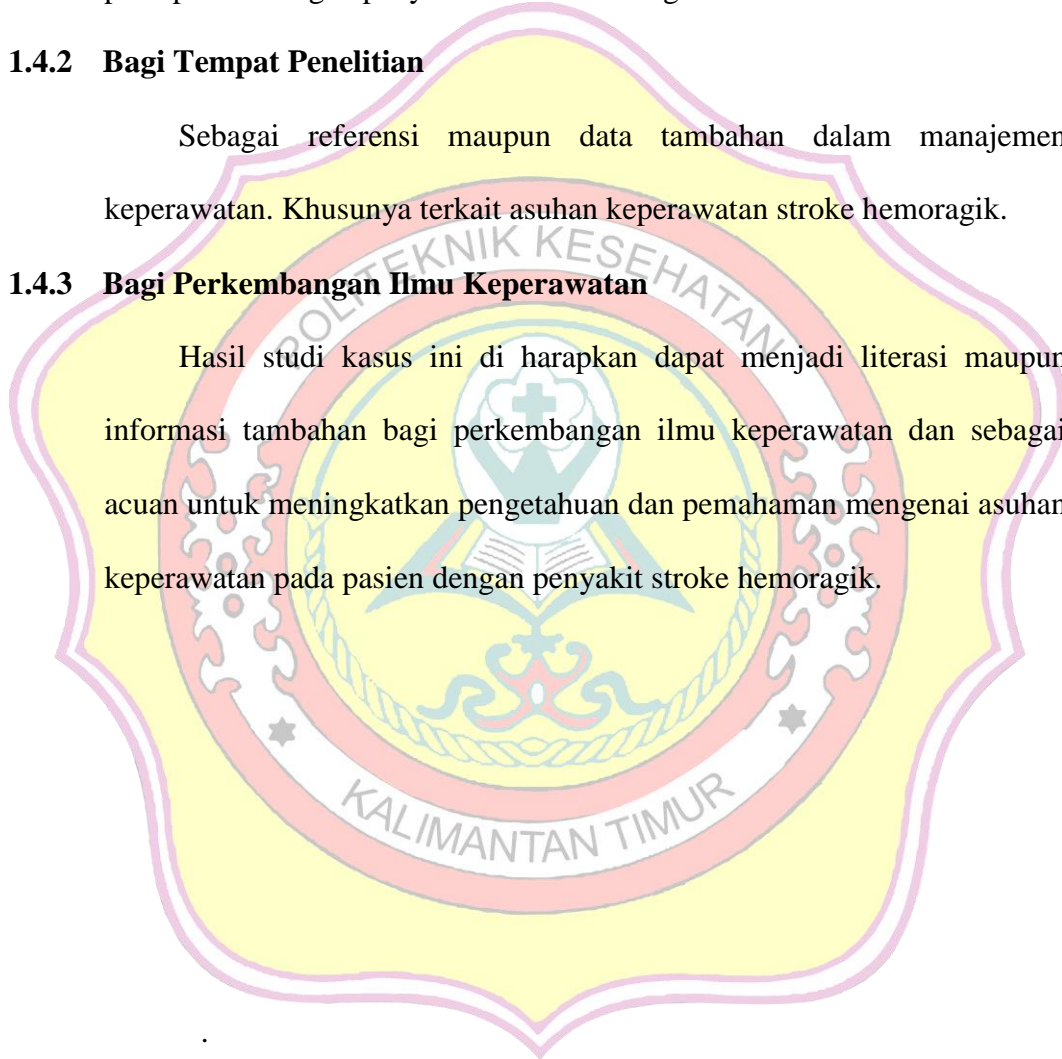 1.4.2 Bagi Tempat Penelitian
Sebagai referensi maupun data tambahan dalam manajemen
keperawatan. Khusunya terkait asuhan keperawatan stroke hemoragik.
1.4.3 Bagi Perkembangan Ilmu Keperawatan
Hasil studi kasus ini di harapkan dapat menjadi literasi maupun
informasi tambahan bagi perkembangan ilmu keperawatan dan sebagai
acuan untuk meningkatkan pengetahuan dan pemahaman mengenai asuhan
keperawatan pada pasien dengan penyakit stroke hemoragik.
POLITEKNIK KESEHATAN
KALIMANTAN TIMUR
.